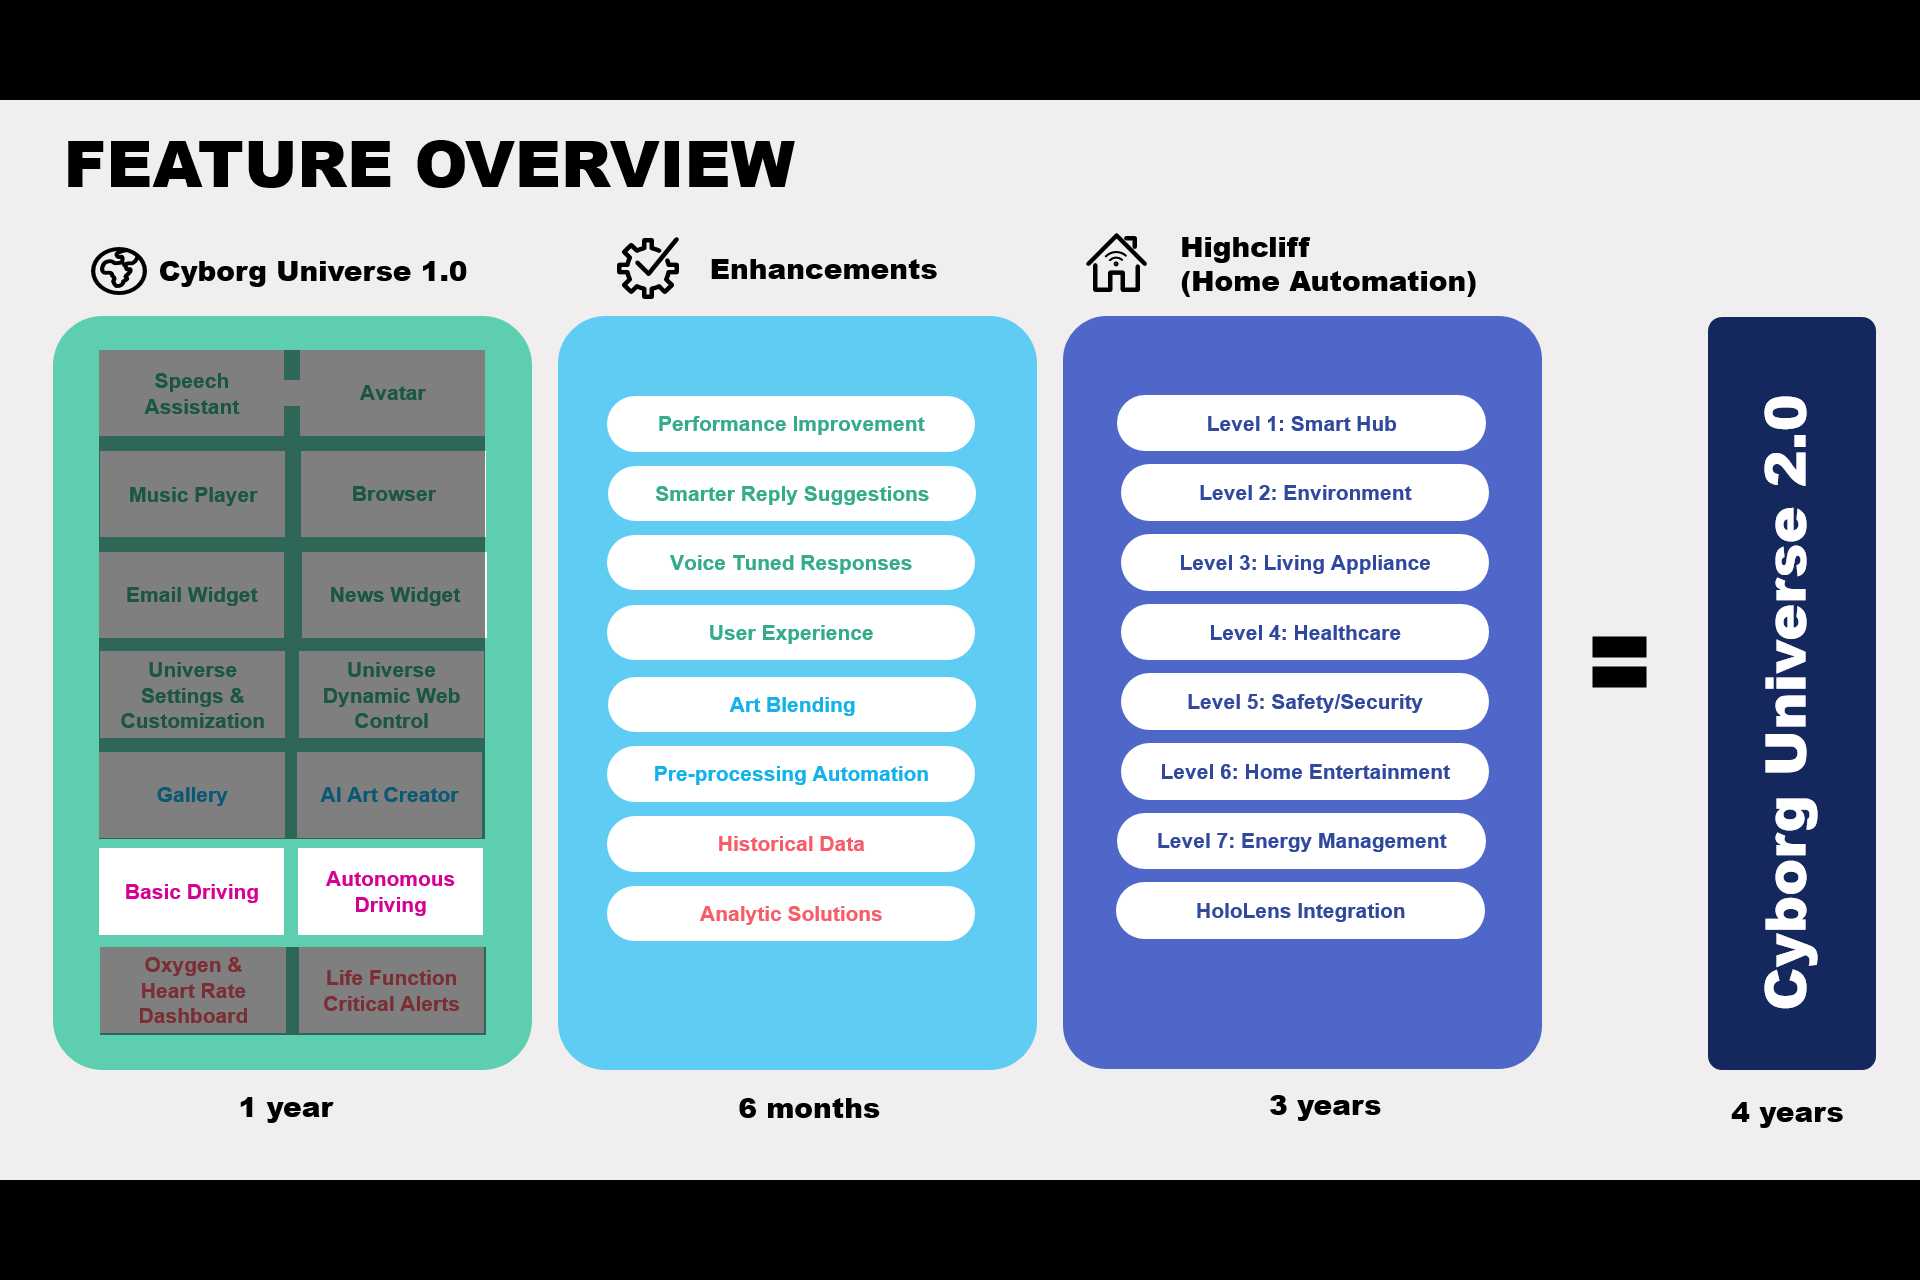 FEATURE OVERVIEW
Cyborg Universe 1.0
Speech
Assistant
Avatar
Music Player
Browser
Email Widget
News Widget
Universe
Settings &
Customization
Universe
Dynamic Web
Control
Gallery
AI Art Creator
Basic Driving
Autonomous
Driving
Oxygen &
Heart Rate
Dashboard
Life Function
Critical Alerts
1 year
Enhancements
Performance Improvement
Smarter Reply Suggestions
Voice Tuned Responses
User Experience
Art Blending
Pre-processing Automation
Historical Data
Analytic Solutions
6 months
Highcliff
(Home Automation)
Level 1: Smart Hub
Level 2: Environment
Level 3: Living Appliance
Level 4: Healthcare
Level 5: Safety/Security
Level 6: Home Entertainment
Level 7: Energy Management
HoloLens Integration
3 years
=
Cyborg Universe 2.0
4 years